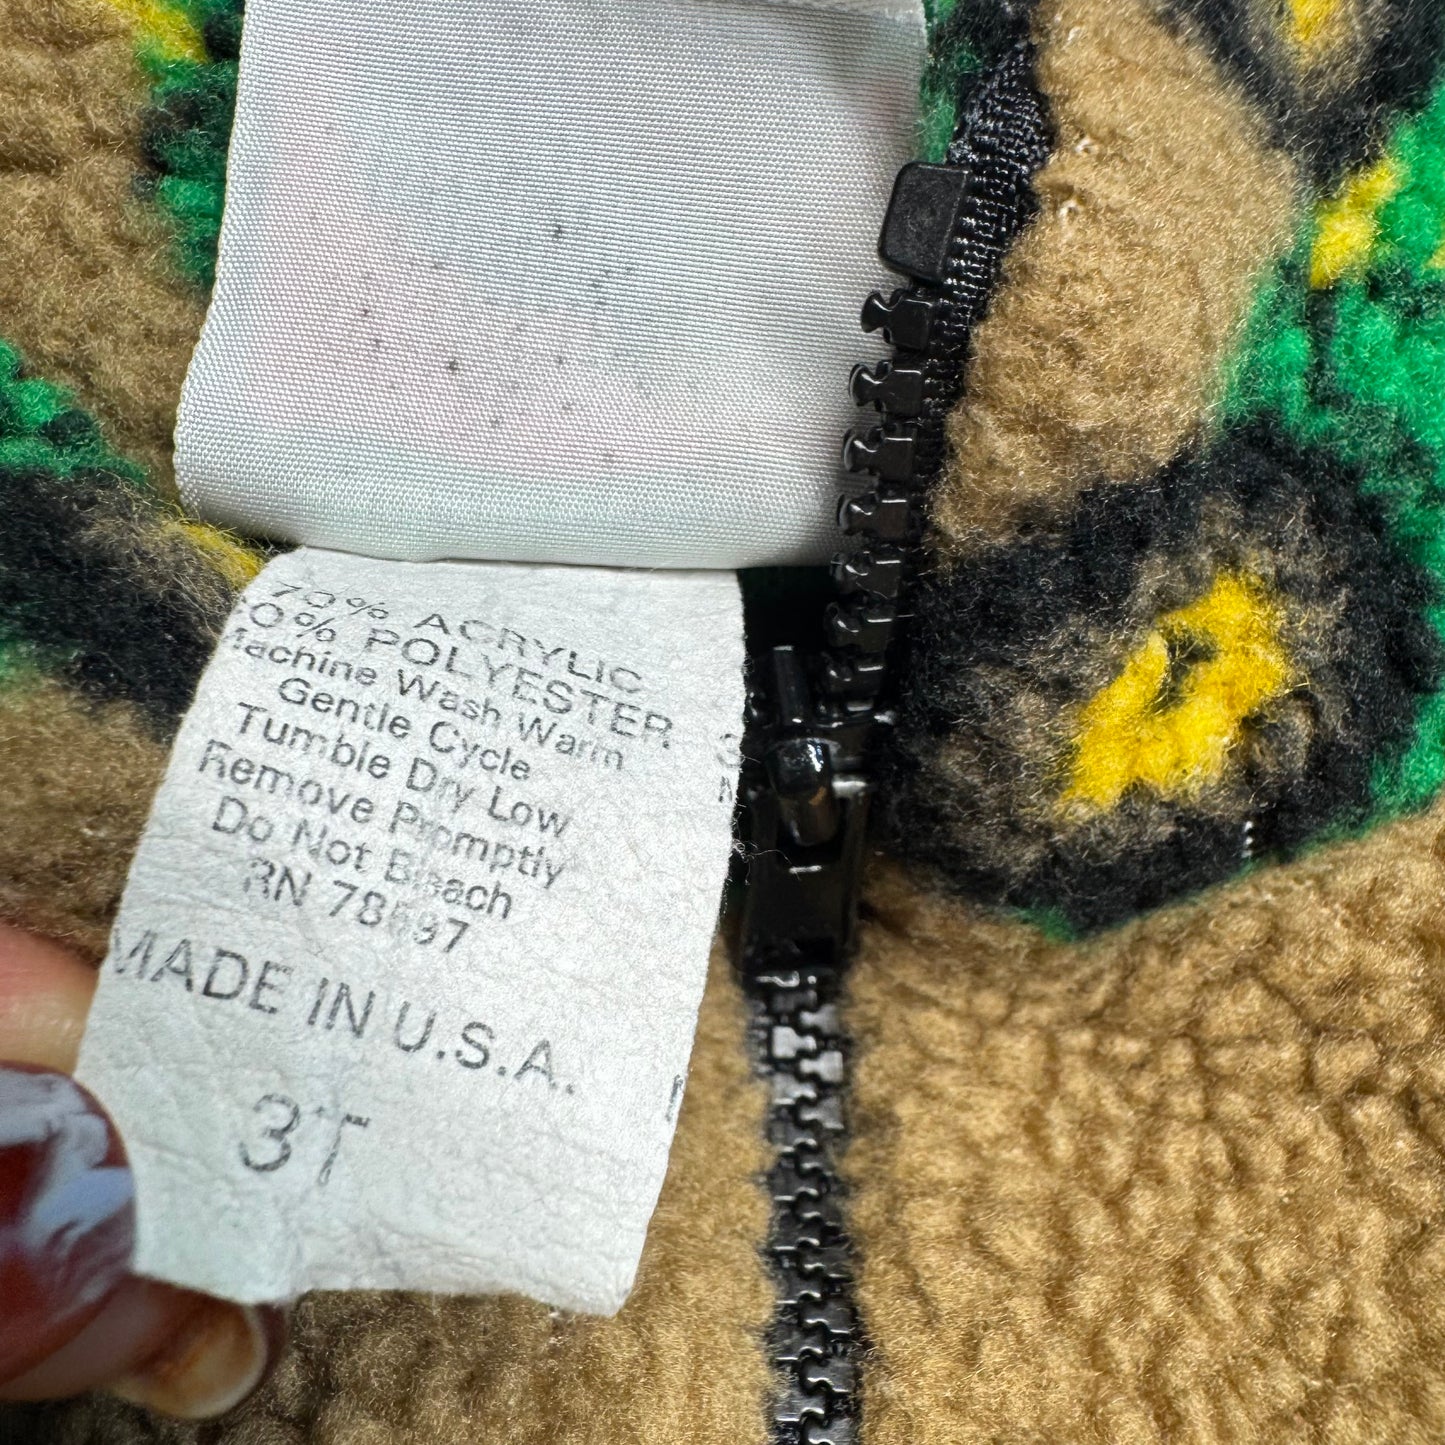 70% ACRYLIC
30% POLYESTER
Machine Wash Warm
Gentle Cycle
Tumble Dry Low
Remove Promptly
Do Not Bleach
RN
MADE IN U.S.A.
3T